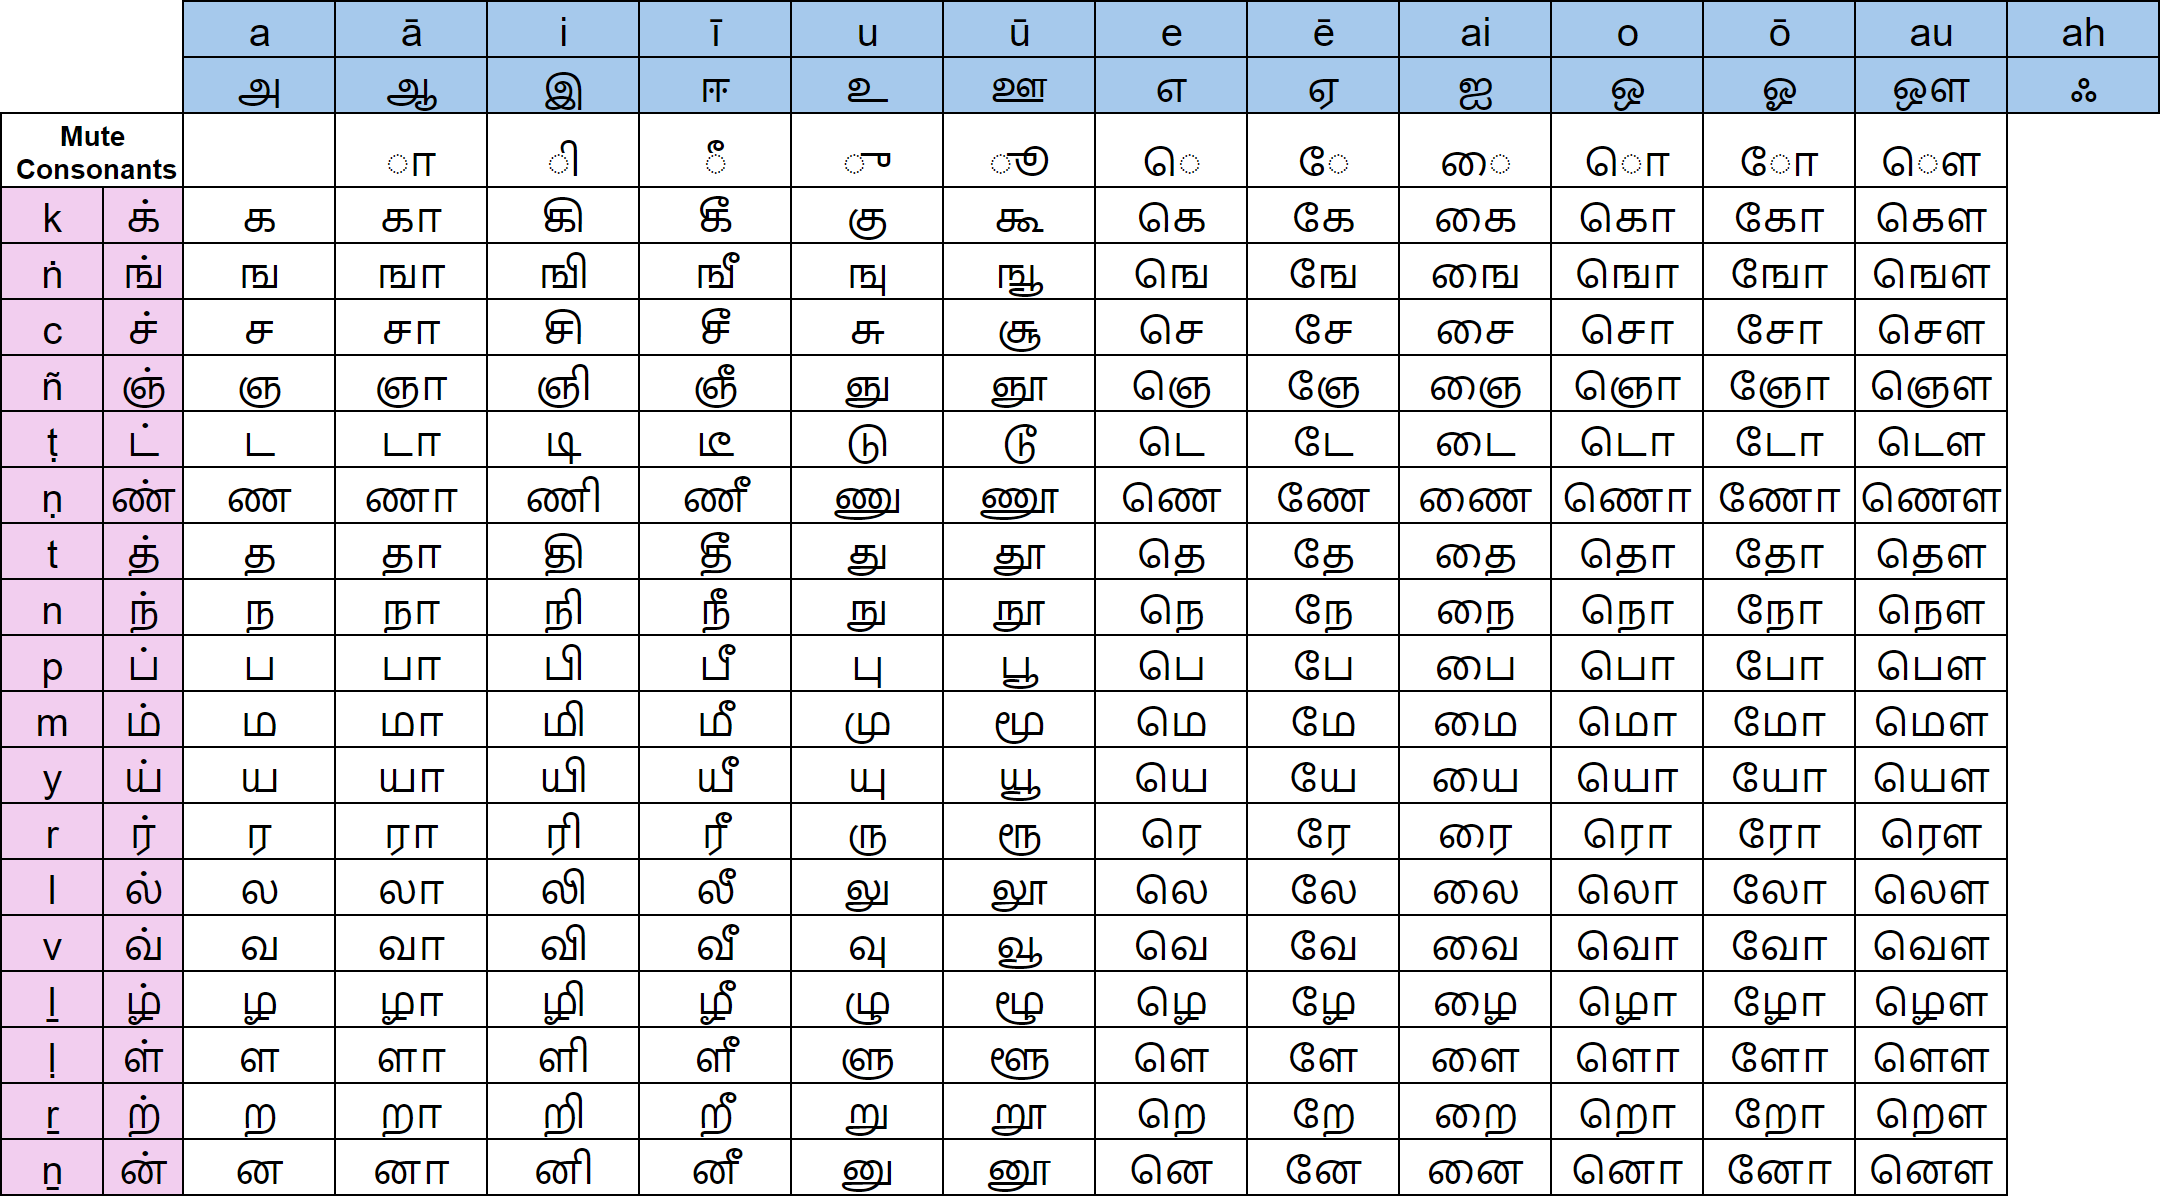 a ā i ī u ū e ē ai o ō au ah
அ ஆ இ ஈ உ ஊ எ ஏ ஐ ஒ ஓ ஔ ஃ
Mute
Consonants ா ி ீ ு ூ ெ ே ை ொ ோ ௌ
k க் க கா கி கீ கு கூ கெ கே கை கொ கோ கௌ
ṅ ங் ங ஙா ஙி ஙீ ஙு ஙூ ஙெ ஙே ஙை ஙொ ஙோ ஙௌ
c ச் ச சா சி சீ சு சூ செ சே சை சொ சோ சௌ
ñ ஞ் ஞ ஞா ஞி ஞீ ஞு ஞூ ஞெ ஞே ஞை ஞொ ஞோ ஞௌ
ṭ ட் ட டா டி டீ டு டூ டெ டே டை டொ டோ டௌ
ṇ ண் ண ணா ணி ணீ ணு ணூ ணெ ணே ணை ணொ ணோ ணௌ
t த் த தா தி தீ து தூ தெ தே தை தொ தோ தௌ
n ந் ந நா நி நீ நு நூ நெ நே நை நொ நோ நௌ
p ப் ப பா பி பீ பு பூ பெ பே பை பொ போ பௌ
m ம் ம மா மி மீ மு மூ மெ மே மை மொ மோ மௌ
y ய் ய யா யி யீ யு யூ யெ யே யை யொ யோ யௌ
r ர் ர ரா ரி ரீ ரு ரூ ரெ ரே ரை ரொ ரோ ரௌ
l ல் ல லா லி லீ லு லூ லெ லே லை லொ லோ லௌ
v வ் வ வா வி வீ வு வூ வெ வே வை வொ வோ வௌ
ḻ ழ் ழ ழா ழி ழீ ழு ழூ ழெ ழே ழை ழொ ழோ ழௌ
ḷ ள் ள ளா ளி ளீ ளு ளூ ளெ ளே ளை ளொ ளோ ளௌ
ṟ ற் ற றா றி றீ று றூ றெ றே றை றொ றோ றௌ
ṉ ன் ன னா னி னீ னு னூ னெ னே னை னொ னோ னௌ